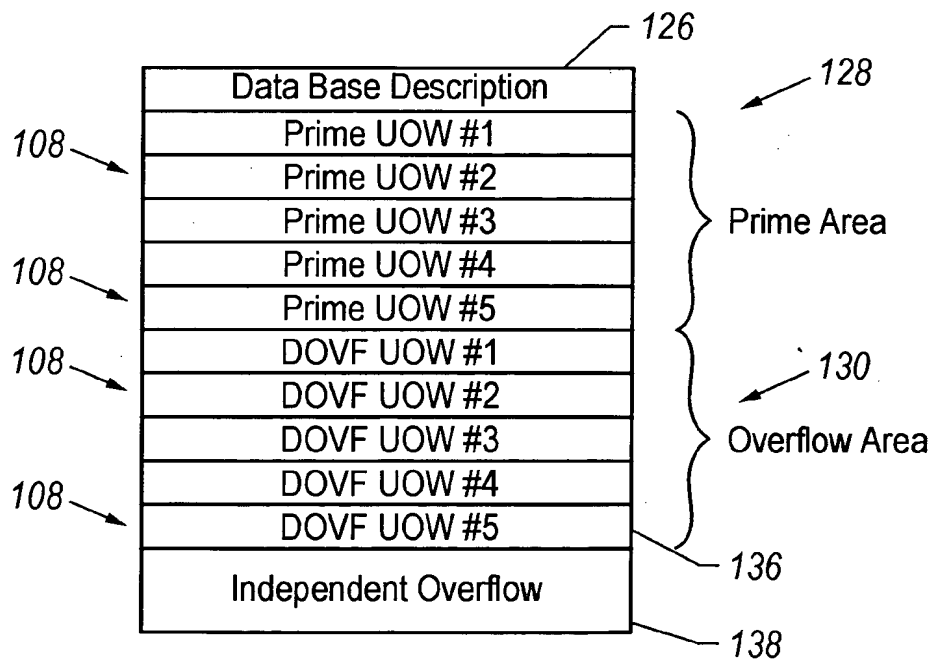 126
Data Base Description
128
Prime UOW #1
108
Prime UOW #2
Prime UOW #3
Prime Area
Prime UOW #4
108
Prime UOW #5
DOVF UOW #1
108
130
DOVF UOW #2
DOVF UOW #3
Overflow Area
DOVF UOW #4
108
DOVF UOW #5
136
Independent Overflow
138